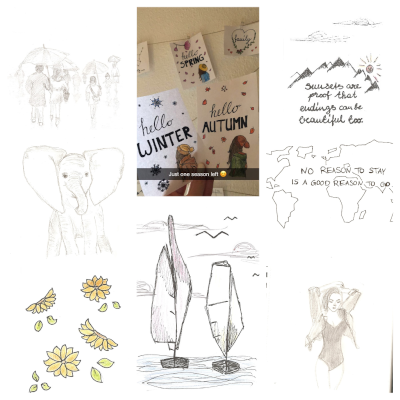 hello
SPRING
family
hello
WINTER
hello
AUTUMN
Just one season left
sunsets are
proof that
endings can be
beautiful too.
NO REASON TO STAY
IS A GOOD REASON TO GO